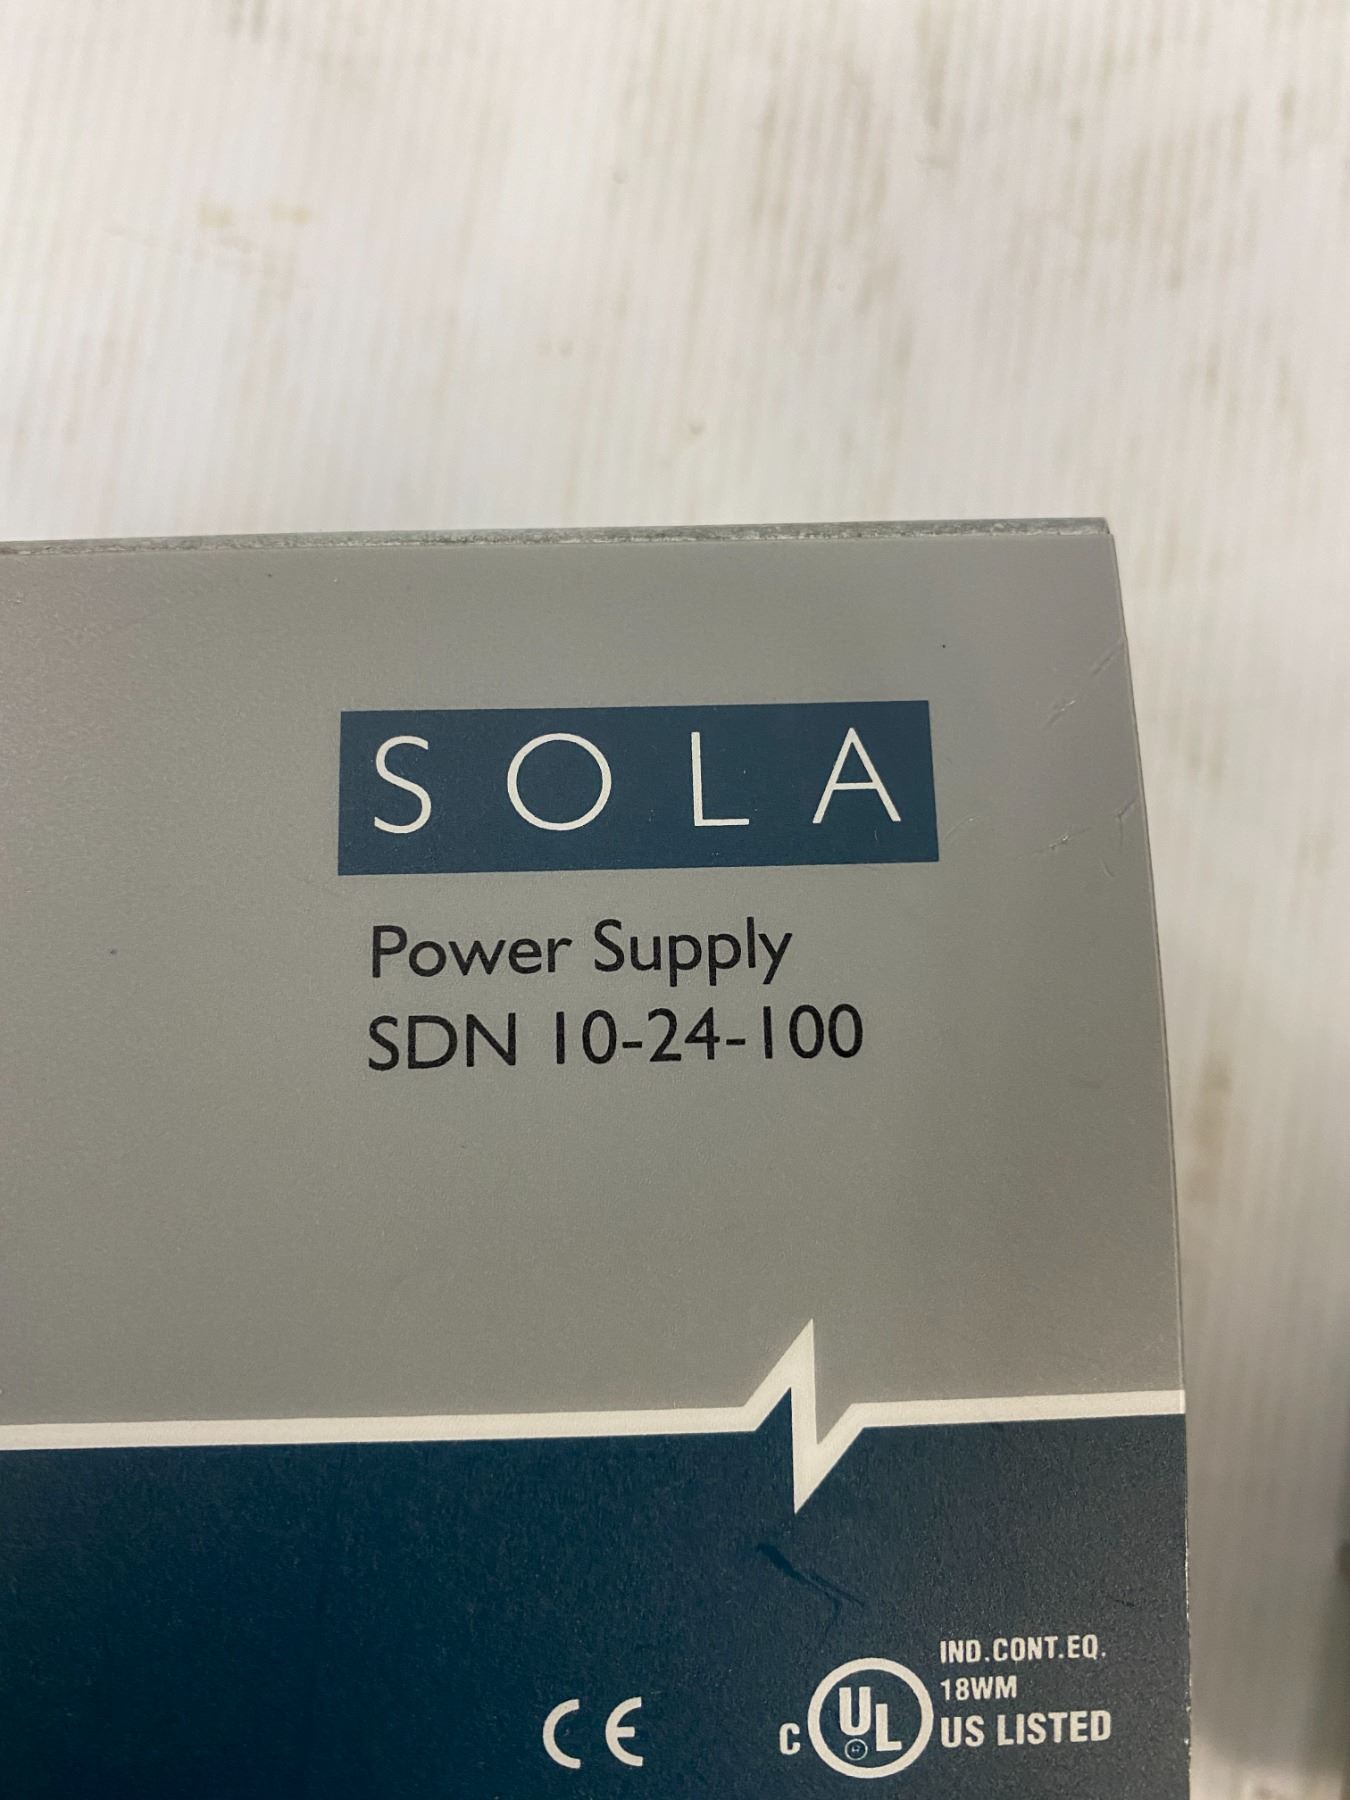 SOLA
Power Supply
SDN 10-24-100
IND.CONT.EQ.
18WM
CE C UL US LISTED